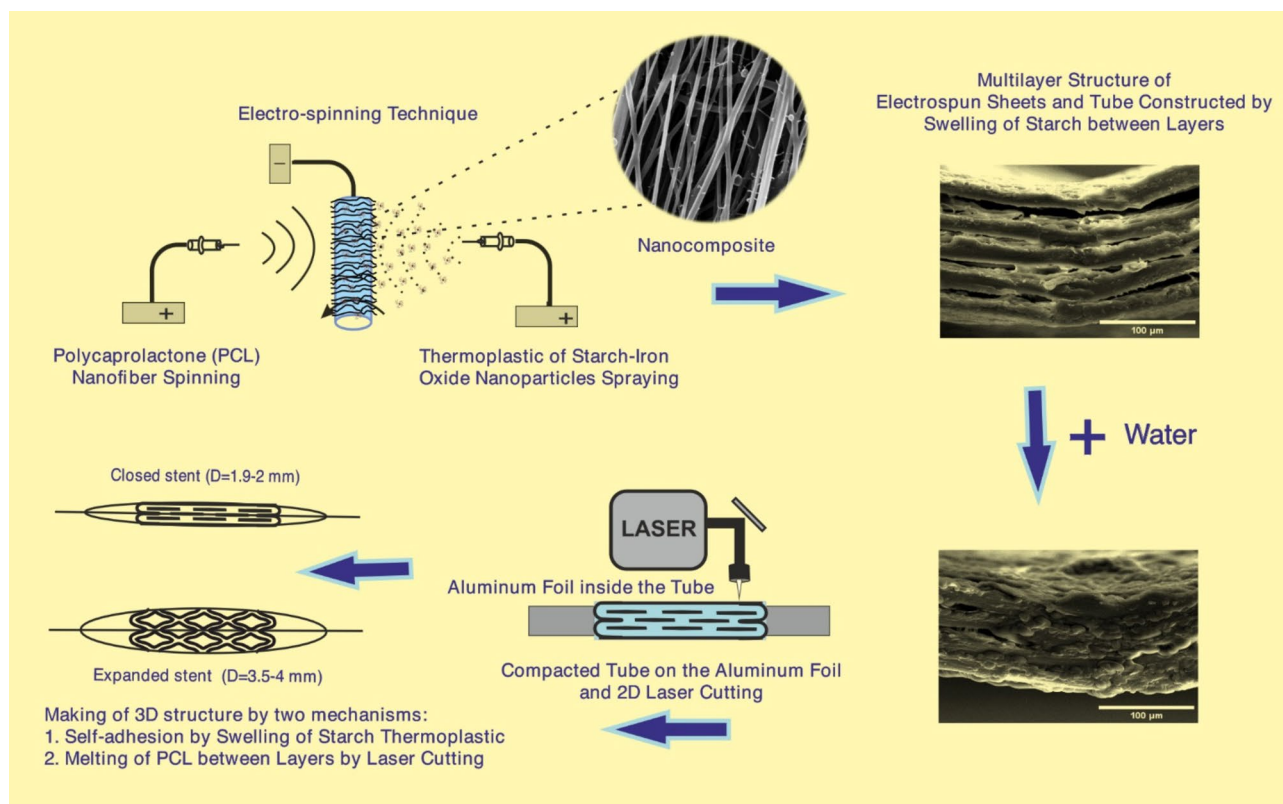 Electro-spinning Technique
−
+
Polycaprolactone (PCL)
Nanofiber Spinning
+
Thermoplastic of Starch-Iron
Oxide Nanoparticles Spraying
Nanocomposite
Multilayer Structure of
Electrospun Sheets and Tube Constructed by
Swelling of Starch between Layers
100 µm
+ Water
100 µm
LASER
Aluminum Foil inside the Tube
Compacted Tube on the Aluminum Foil
and 2D Laser Cutting
Closed stent (D=1.9-2 mm)
Expanded stent (D=3.5-4 mm)
Making of 3D structure by two mechanisms:
1. Self-adhesion by Swelling of Starch Thermoplastic
2. Melting of PCL between Layers by Laser Cutting